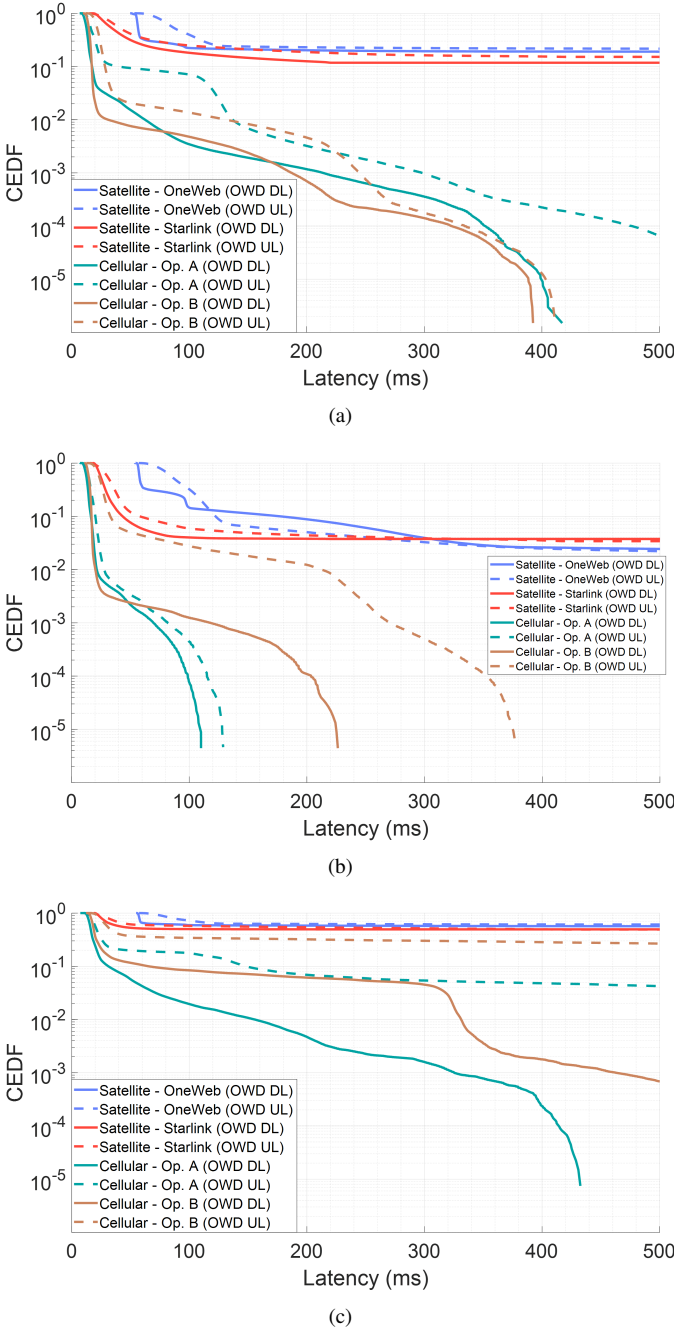 10^0
10^-1
10^-2
10^-3
10^-4
10^-5
CEDF
Satellite - OneWeb (OWD DL)
Satellite - OneWeb (OWD UL)
Satellite - Starlink (OWD DL)
Satellite - Starlink (OWD UL)
Cellular - Op. A (OWD DL)
Cellular - Op. A (OWD UL)
Cellular - Op. B (OWD DL)
Cellular - Op. B (OWD UL)
0 100 200 300 400 500
Latency (ms)
(a)
10^0
10^-1
10^-2
10^-3
10^-4
10^-5
CEDF
Satellite - OneWeb (OWD DL)
Satellite - OneWeb (OWD UL)
Satellite - Starlink (OWD DL)
Satellite - Starlink (OWD UL)
Cellular - Op. A (OWD DL)
Cellular - Op. A (OWD UL)
Cellular - Op. B (OWD DL)
Cellular - Op. B (OWD UL)
0 100 200 300 400 500
Latency (ms)
(b)
10^0
10^-1
10^-2
10^-3
10^-4
10^-5
CEDF
Satellite - OneWeb (OWD DL)
Satellite - OneWeb (OWD UL)
Satellite - Starlink (OWD DL)
Satellite - Starlink (OWD UL)
Cellular - Op. A (OWD DL)
Cellular - Op. A (OWD UL)
Cellular - Op. B (OWD DL)
Cellular - Op. B (OWD UL)
0 100 200 300 400 500
Latency (ms)
(c)